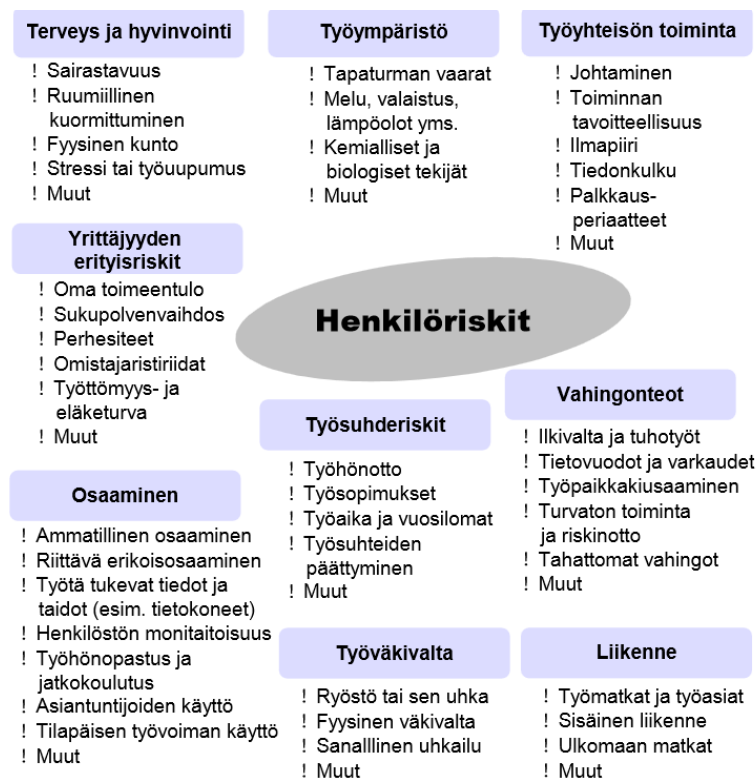 Terveys ja hyvinvointi
! Sairastavuus
! Ruumiillinen
kuormittuminen
! Fyysinen kunto
! Stressi tai työuupumus
! Muut
Työympäristö
! Tapaturman vaarat
! Melu, valaistus,
lämpöolot yms.
! Kemialliset ja
biologiset tekijät
! Muut
Työyhteisön toiminta
! Johtaminen
! Toiminnan
tavoitteellisuus
! Ilmapiiri
! Tiedonkulku
! Palkkaus-
periaatteet
! Muut
Yrittäjyyden
erityisriskit
! Oma toimeentulo
! Sukupolvenvaihdos
! Perhesiteet
! Omistajaristiriidat
! Työttömyys- ja
eläketurva
! Muut
Henkilöriskit
Työsuhderiskit
! Työhönotto
! Työsopimukset
! Työaika ja vuosilomat
! Työsuhteiden
päättyminen
! Muut
Vahingonteot
! Ilkivalta ja tuhotyöt
! Tietovuodot ja varkaudet
! Työpaikkakiusaaminen
! Turvaton toiminta
ja riskinotto
! Tahattomat vahingot
! Muut
Osaaminen
! Ammatillinen osaaminen
! Riittävä erikoisosaaminen
! Työtä tukevat tiedot ja
taidot (esim. tietokoneet)
! Henkilöstön monitaitoisuus
! Työhönopastus ja
jatkokoulutus
! Asiantuntijoiden käyttö
! Tilapäisen työvoiman käyttö
! Muut
Työväkivalta
! Ryöstö tai sen uhka
! Fyysinen väkivalta
! Sanalllinen uhkailu
! Muut
Liikenne
! Työmatkat ja työasiat
! Sisäinen liikenne
! Ulkomaan matkat
! Muut